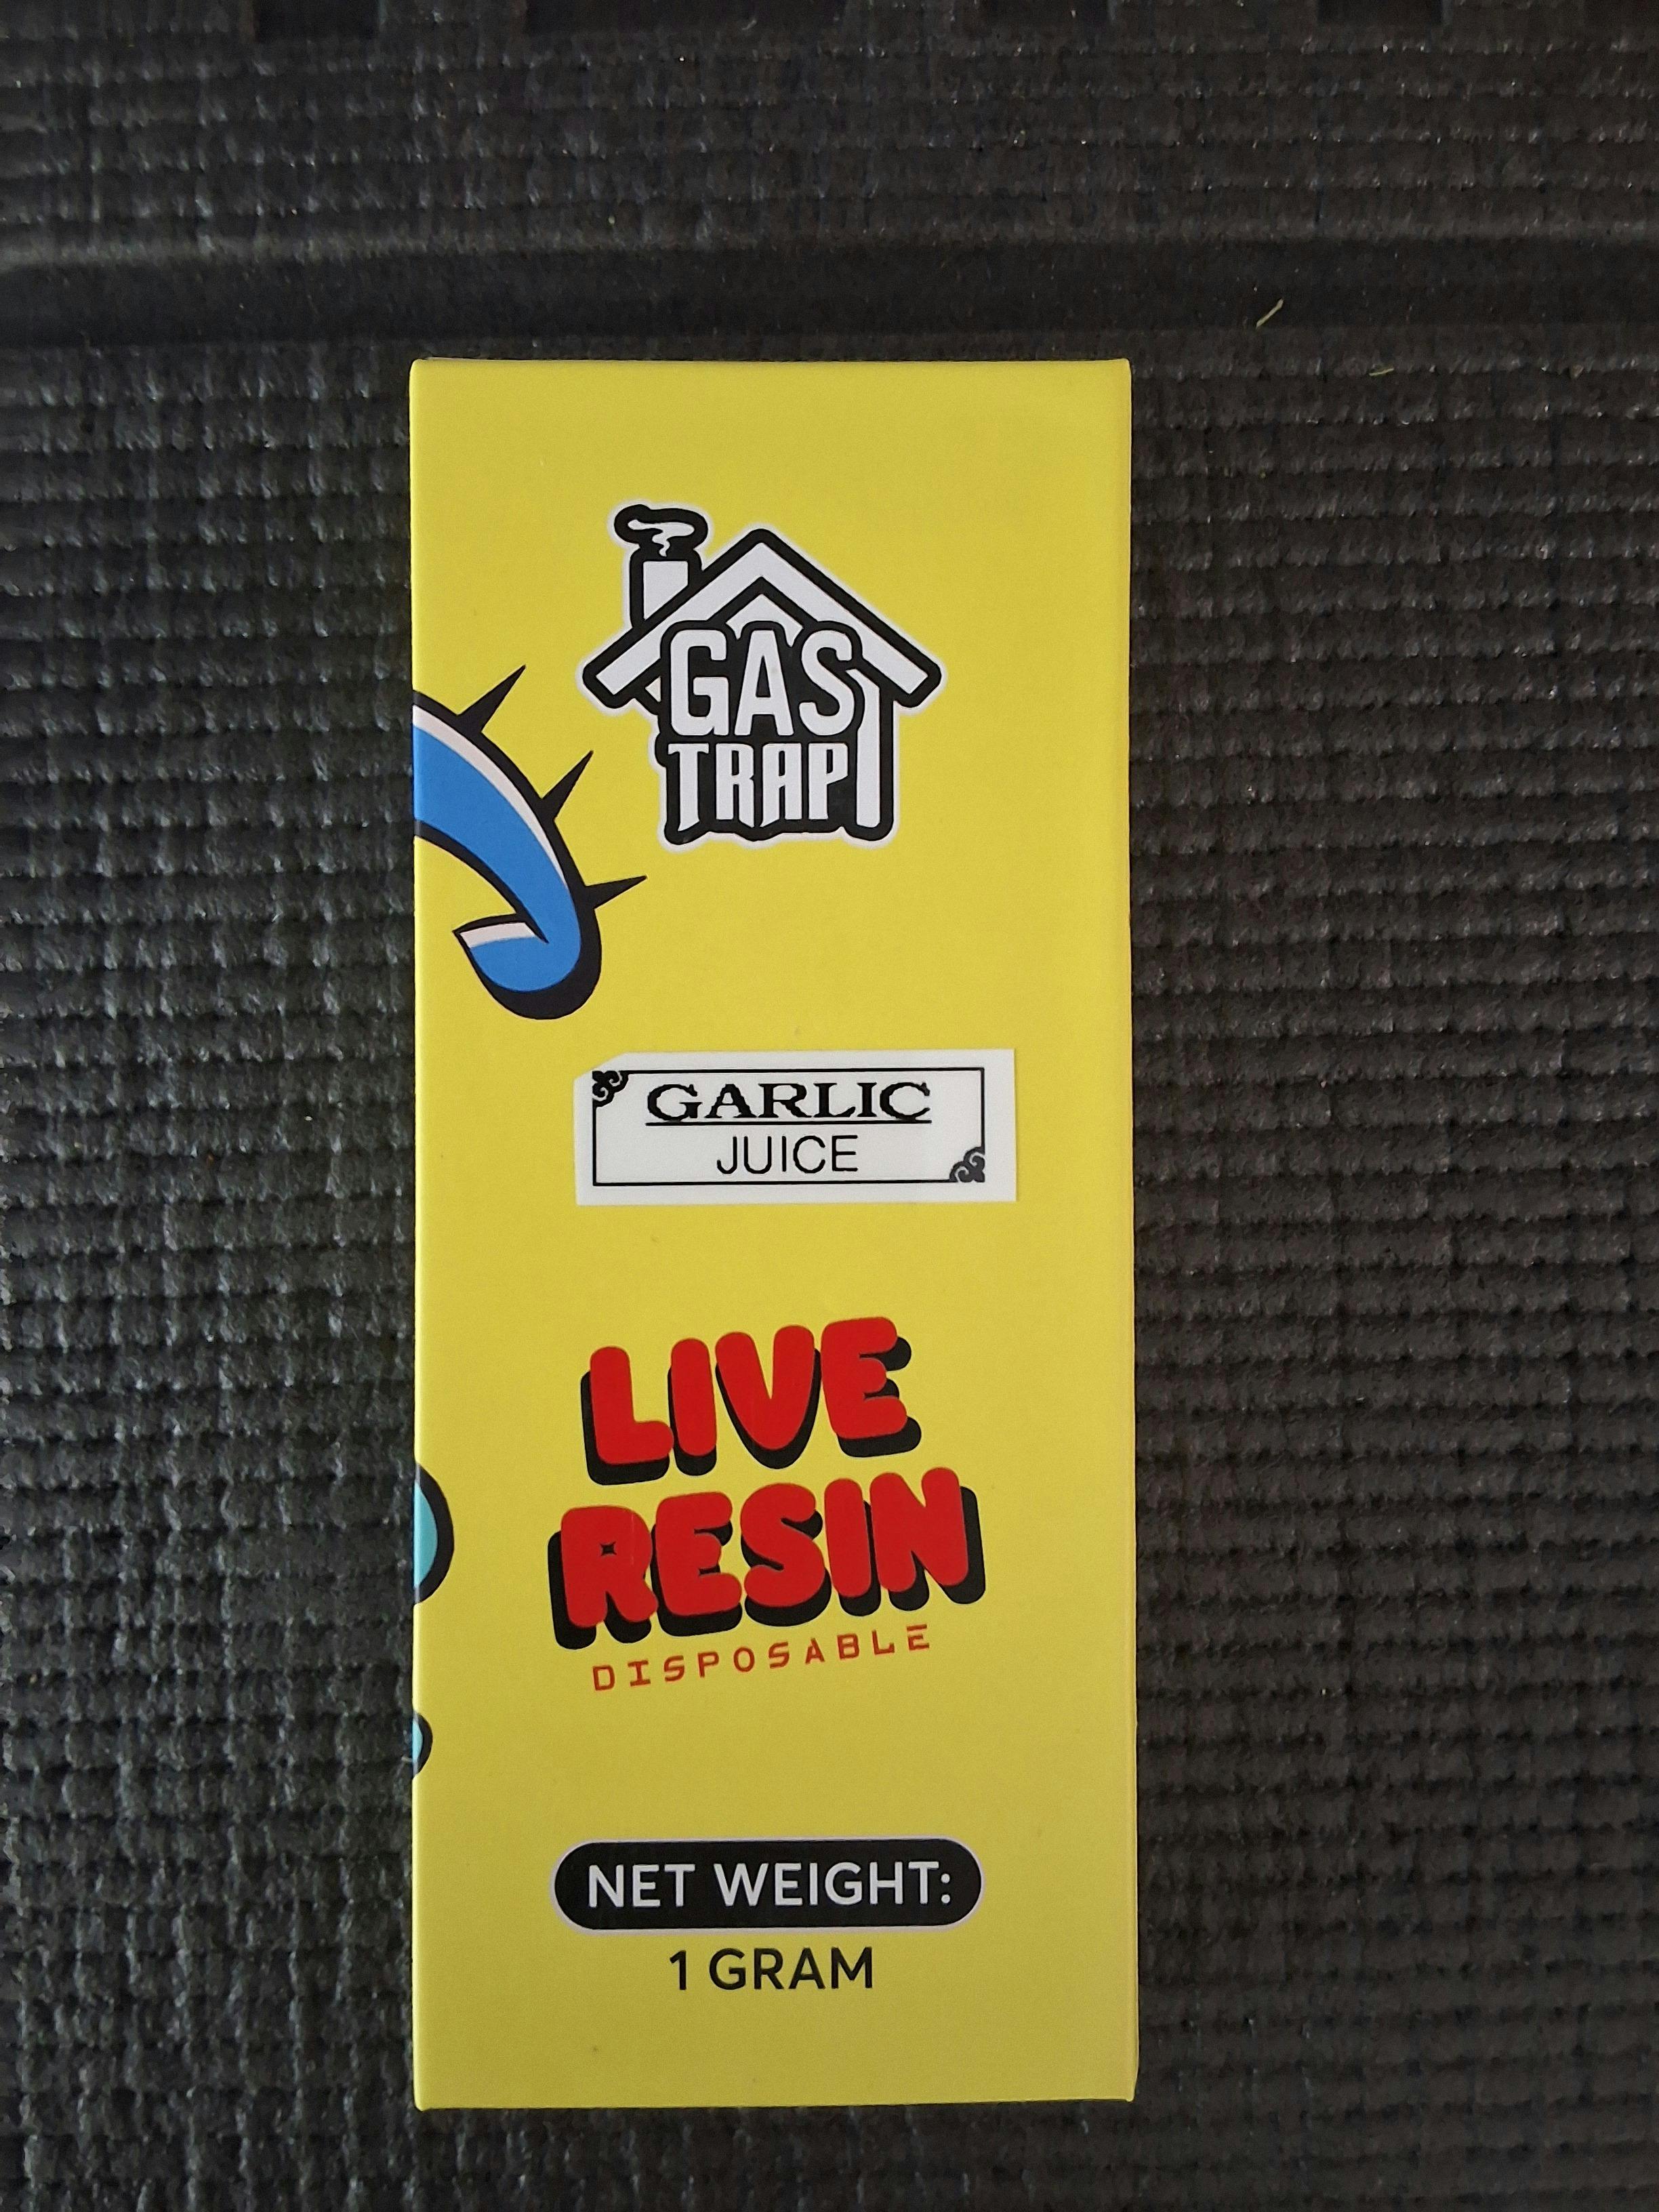 GAS
TRAP
GARLIC
JUICE
LIVE
RESIN
DISPOSABLE
NET WEIGHT:
1 GRAM